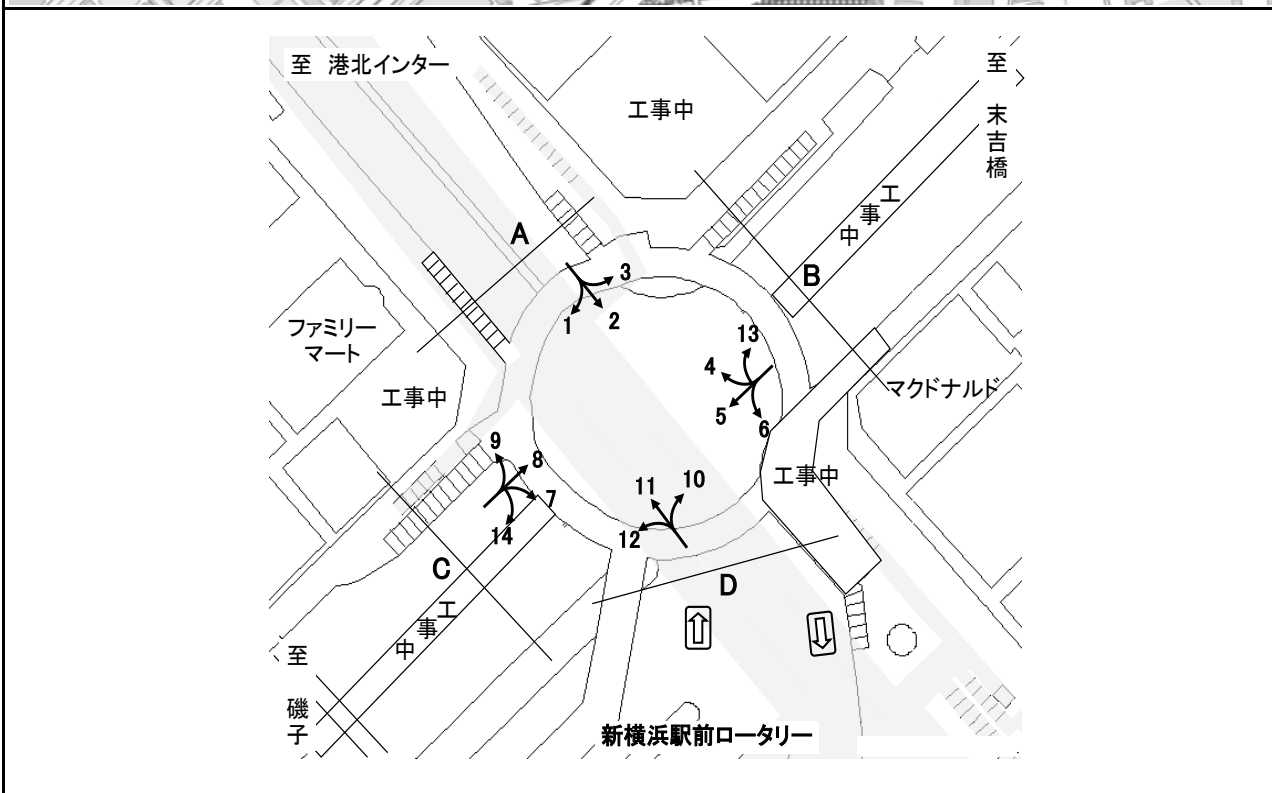 至 港北インター
工事中
至 末吉橋
工事中
A
B
3
1
2
ファミリー
マート
工事中
13
4
5
6
マクドナルド
9
8
7
14
11
10
12
工事中
C
D
工事中
至 磯子
新横浜駅前ロータリー